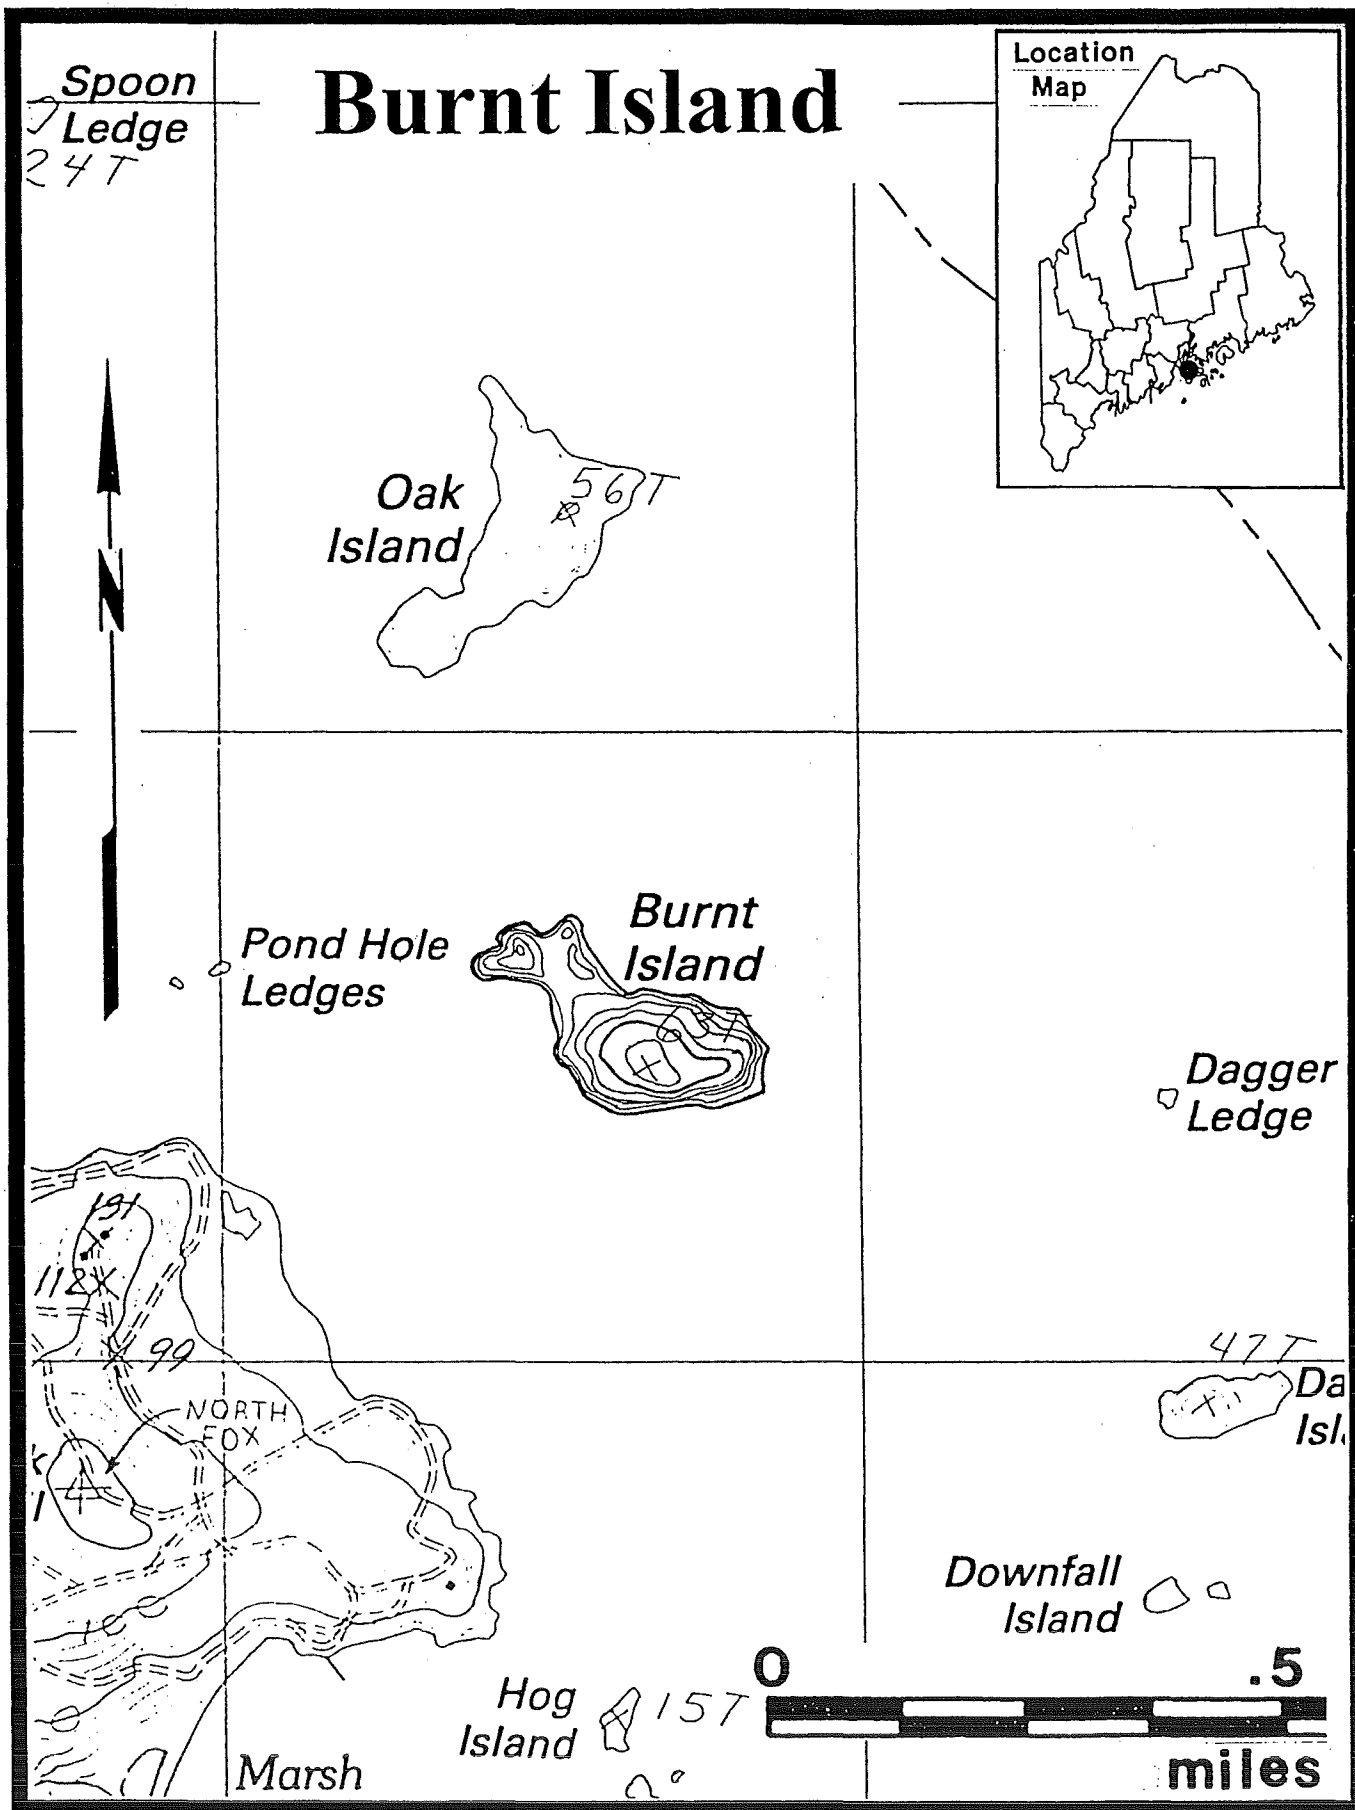 Burnt Island
Location
Map
Spoon
Ledge
24T
N
Oak
Island
56T
Burnt
Island
Pond Hole
Ledges
Dagger
Ledge
191
112X
99
47T
Da
Isl
NORTH
FOX
Downfall
Island
0
.5
miles
Hog
Island
15T
Marsh